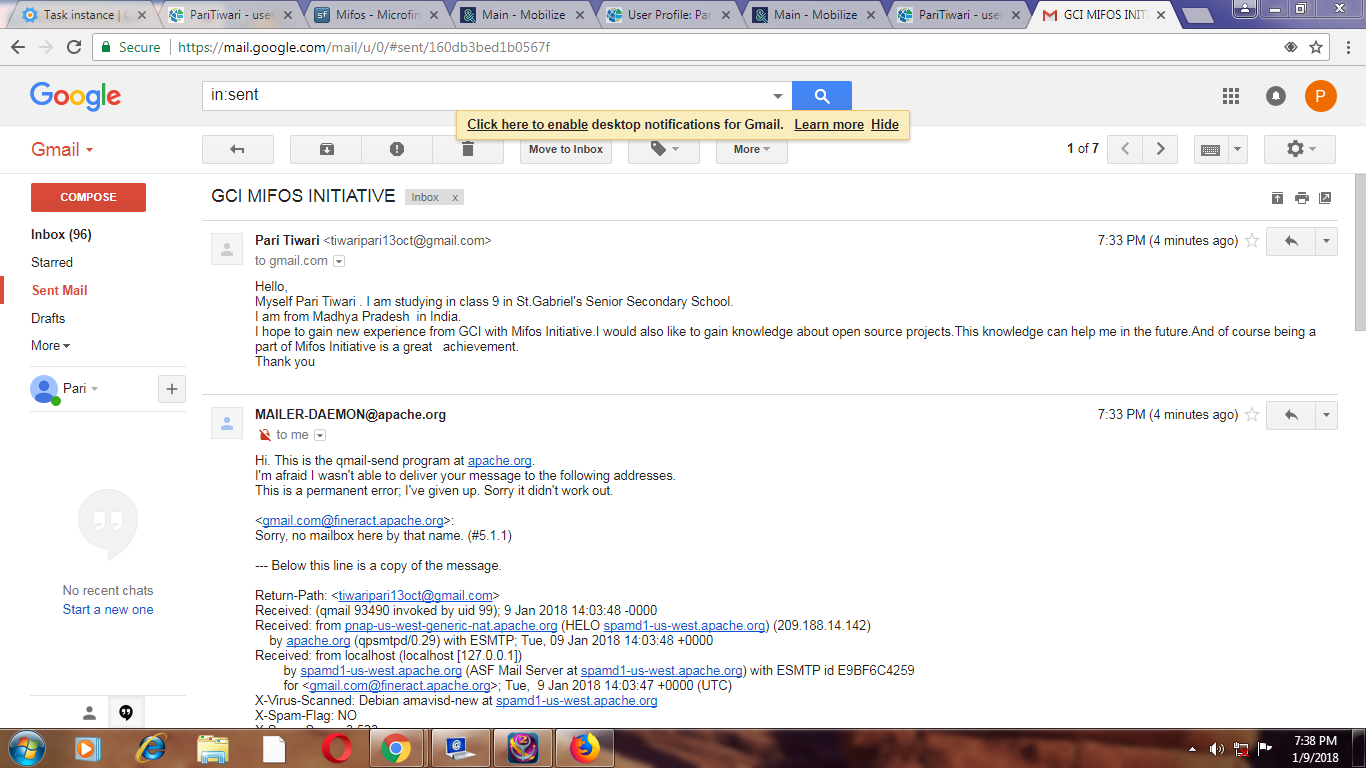 Task instance | G
PariTiwari - user
Mifos - Microfin
Main - Mobilize
User Profile: Par
Main - Mobilize
PariTiwari - user
GCI MIFOS INIT
Secure https://mail.google.com/mail/u/0/#sent/160db3bed1b0567f
Google
in:sent
P
Click here to enable desktop notifications for Gmail. Learn more Hide
Gmail
Move to Inbox
More
1 of 7
COMPOSE
Inbox (96)
Starred
Sent Mail
Drafts
More
Pari
No recent chats
Start a new one
GCI MIFOS INITIATIVE Inbox x
Pari Tiwari <tiwaripari13oct@gmail.com> 7:33 PM (4 minutes ago)
to gmail.com
Hello,
Myself Pari Tiwari . I am studying in class 9 in St.Gabriel's Senior Secondary School.
I am from Madhya Pradesh in India.
I hope to gain new experience from GCI with Mifos Initiative.I would also like to gain knowledge about open source projects.This knowledge can help me in the future.And of course being a
part of Mifos Initiative is a great achievement.
Thank you
MAILER-DAEMON@apache.org 7:33 PM (4 minutes ago)
to me
Hi. This is the qmail-send program at apache.org.
I'm afraid I wasn't able to deliver your message to the following addresses.
This is a permanent error; I've given up. Sorry it didn't work out.
<gmail.com@fineract.apache.org>:
Sorry, no mailbox here by that name. (#5.1.1)
--- Below this line is a copy of the message.
Return-Path: <tiwaripari13oct@gmail.com>
Received: (qmail 93490 invoked by uid 99); 9 Jan 2018 14:03:48 -0000
Received: from pnap-us-west-generic-nat.apache.org (HELO spamd1-us-west.apache.org) (209.188.14.142)
by apache.org (qpsmtpd/0.29) with ESMTP; Tue, 09 Jan 2018 14:03:48 +0000
Received: from localhost (localhost [127.0.0.1])
by spamd1-us-west.apache.org (ASF Mail Server at spamd1-us-west.apache.org) with ESMTP id E9BF6C4259
for <gmail.com@fineract.apache.org>; Tue, 9 Jan 2018 14:03:47 +0000 (UTC)
X-Virus-Scanned: Debian amavisd-new at spamd1-us-west.apache.org
X-Spam-Flag: NO
7:38 PM
1/9/2018